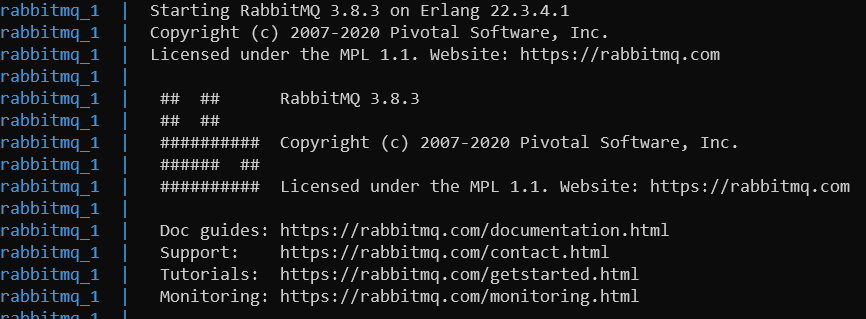 rabbitmq_1  |  Starting RabbitMQ 3.8.3 on Erlang 22.3.4.1
rabbitmq_1  |  Copyright (c) 2007-2020 Pivotal Software, Inc.
rabbitmq_1  |  Licensed under the MPL 1.1. Website: https://rabbitmq.com
rabbitmq_1  |
rabbitmq_1  |   ##  ##      RabbitMQ 3.8.3
rabbitmq_1  |   ##  ##
rabbitmq_1  |   ##########  Copyright (c) 2007-2020 Pivotal Software, Inc.
rabbitmq_1  |   ######  ##
rabbitmq_1  |   ##########  Licensed under the MPL 1.1. Website: https://rabbitmq.com
rabbitmq_1  |
rabbitmq_1  |   Doc guides: https://rabbitmq.com/documentation.html
rabbitmq_1  |   Support:    https://rabbitmq.com/contact.html
rabbitmq_1  |   Tutorials:  https://rabbitmq.com/getstarted.html
rabbitmq_1  |   Monitoring: https://rabbitmq.com/monitoring.html
rabbitmq_1  |